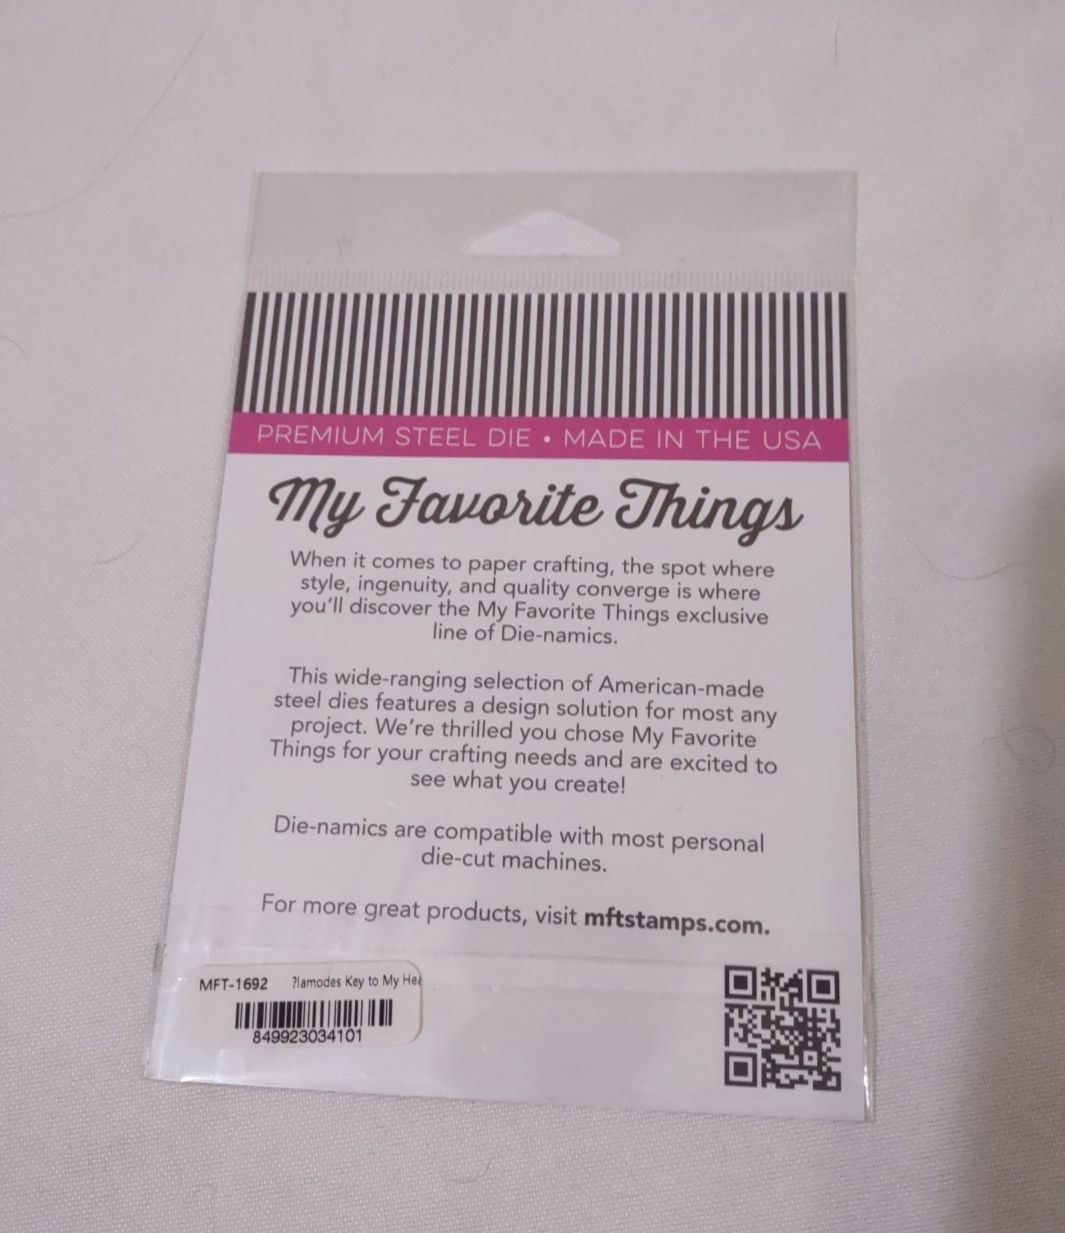 PREMIUM STEEL DIE • MADE IN THE USA
My Favorite Things
When it comes to paper crafting, the spot where
style, ingenuity, and quality converge is where
you'll discover the My Favorite Things exclusive
line of Die-namics.
This wide-ranging selection of American-made
steel dies features a design solution for most any
project. We're thrilled you chose My Favorite
Things for your crafting needs and are excited to
see what you create!
Die-namics are compatible with most personal
die-cut machines.
For more great products, visit mftstamps.com.
MFT-1692 ?lamodes Key to My Hea
849923034101